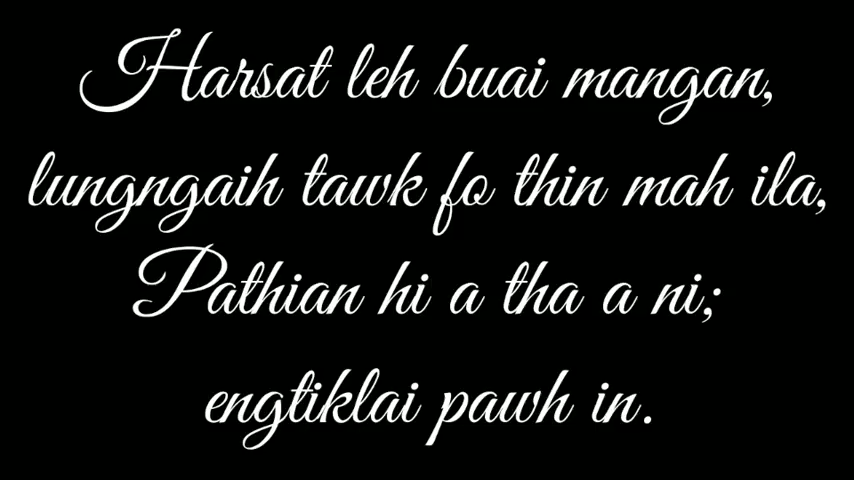 Harsat leh buai mangan,
lungngaih tawk fo thin mah ila,
Pathian hi a tha a ni;
engtiklai pawh in.